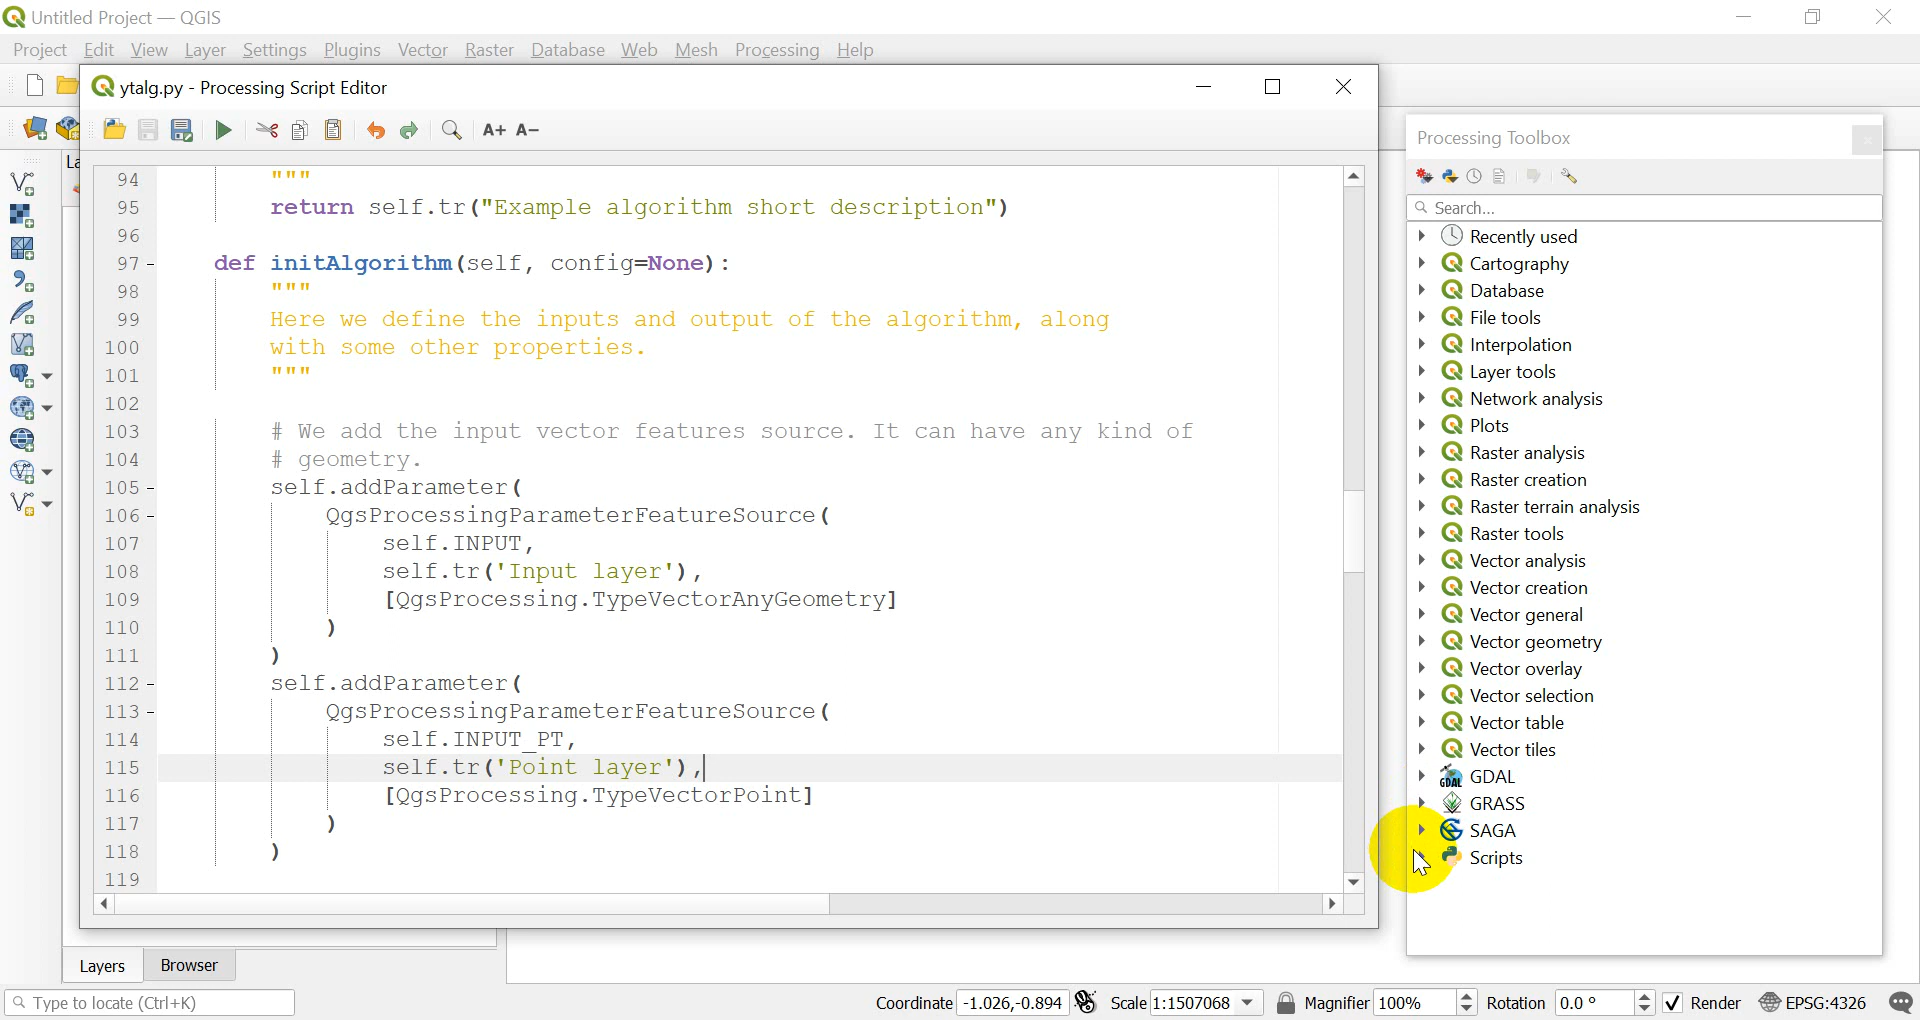 Untitled Project — QGIS
Project Edit View Layer Settings Plugins Vector Raster Database Web Mesh Processing Help
ytalg.py - Processing Script Editor
A+ A-
La
94 """
95 return self.tr("Example algorithm short description")
96
97 - def initAlgorithm(self, config=None):
98 """
99 Here we define the inputs and output of the algorithm, along
100 with some other properties.
101 """
102
103 # We add the input vector features source. It can have any kind of
104 # geometry.
105 - self.addParameter(
106 - QgsProcessingParameterFeatureSource(
107 self.INPUT,
108 self.tr('Input layer'),
109 [QgsProcessing.TypeVectorAnyGeometry]
110 )
111 )
112 - self.addParameter(
113 - QgsProcessingParameterFeatureSource(
114 self.INPUT_PT,
115 self.tr('Point layer'),
116 [QgsProcessing.TypeVectorPoint]
117 )
118 )
119
Processing Toolbox
Search...
Recently used
Cartography
Database
File tools
Interpolation
Layer tools
Network analysis
Plots
Raster analysis
Raster creation
Raster terrain analysis
Raster tools
Vector analysis
Vector creation
Vector general
Vector geometry
Vector overlay
Vector selection
Vector table
Vector tiles
GDAL GDAL
GRASS
SAGA
Scripts
Layers Browser
Type to locate (Ctrl+K) Coordinate -1.026,-0.894 Scale 1:1507068 Magnifier 100% Rotation 0.0 ° Render EPSG:4326